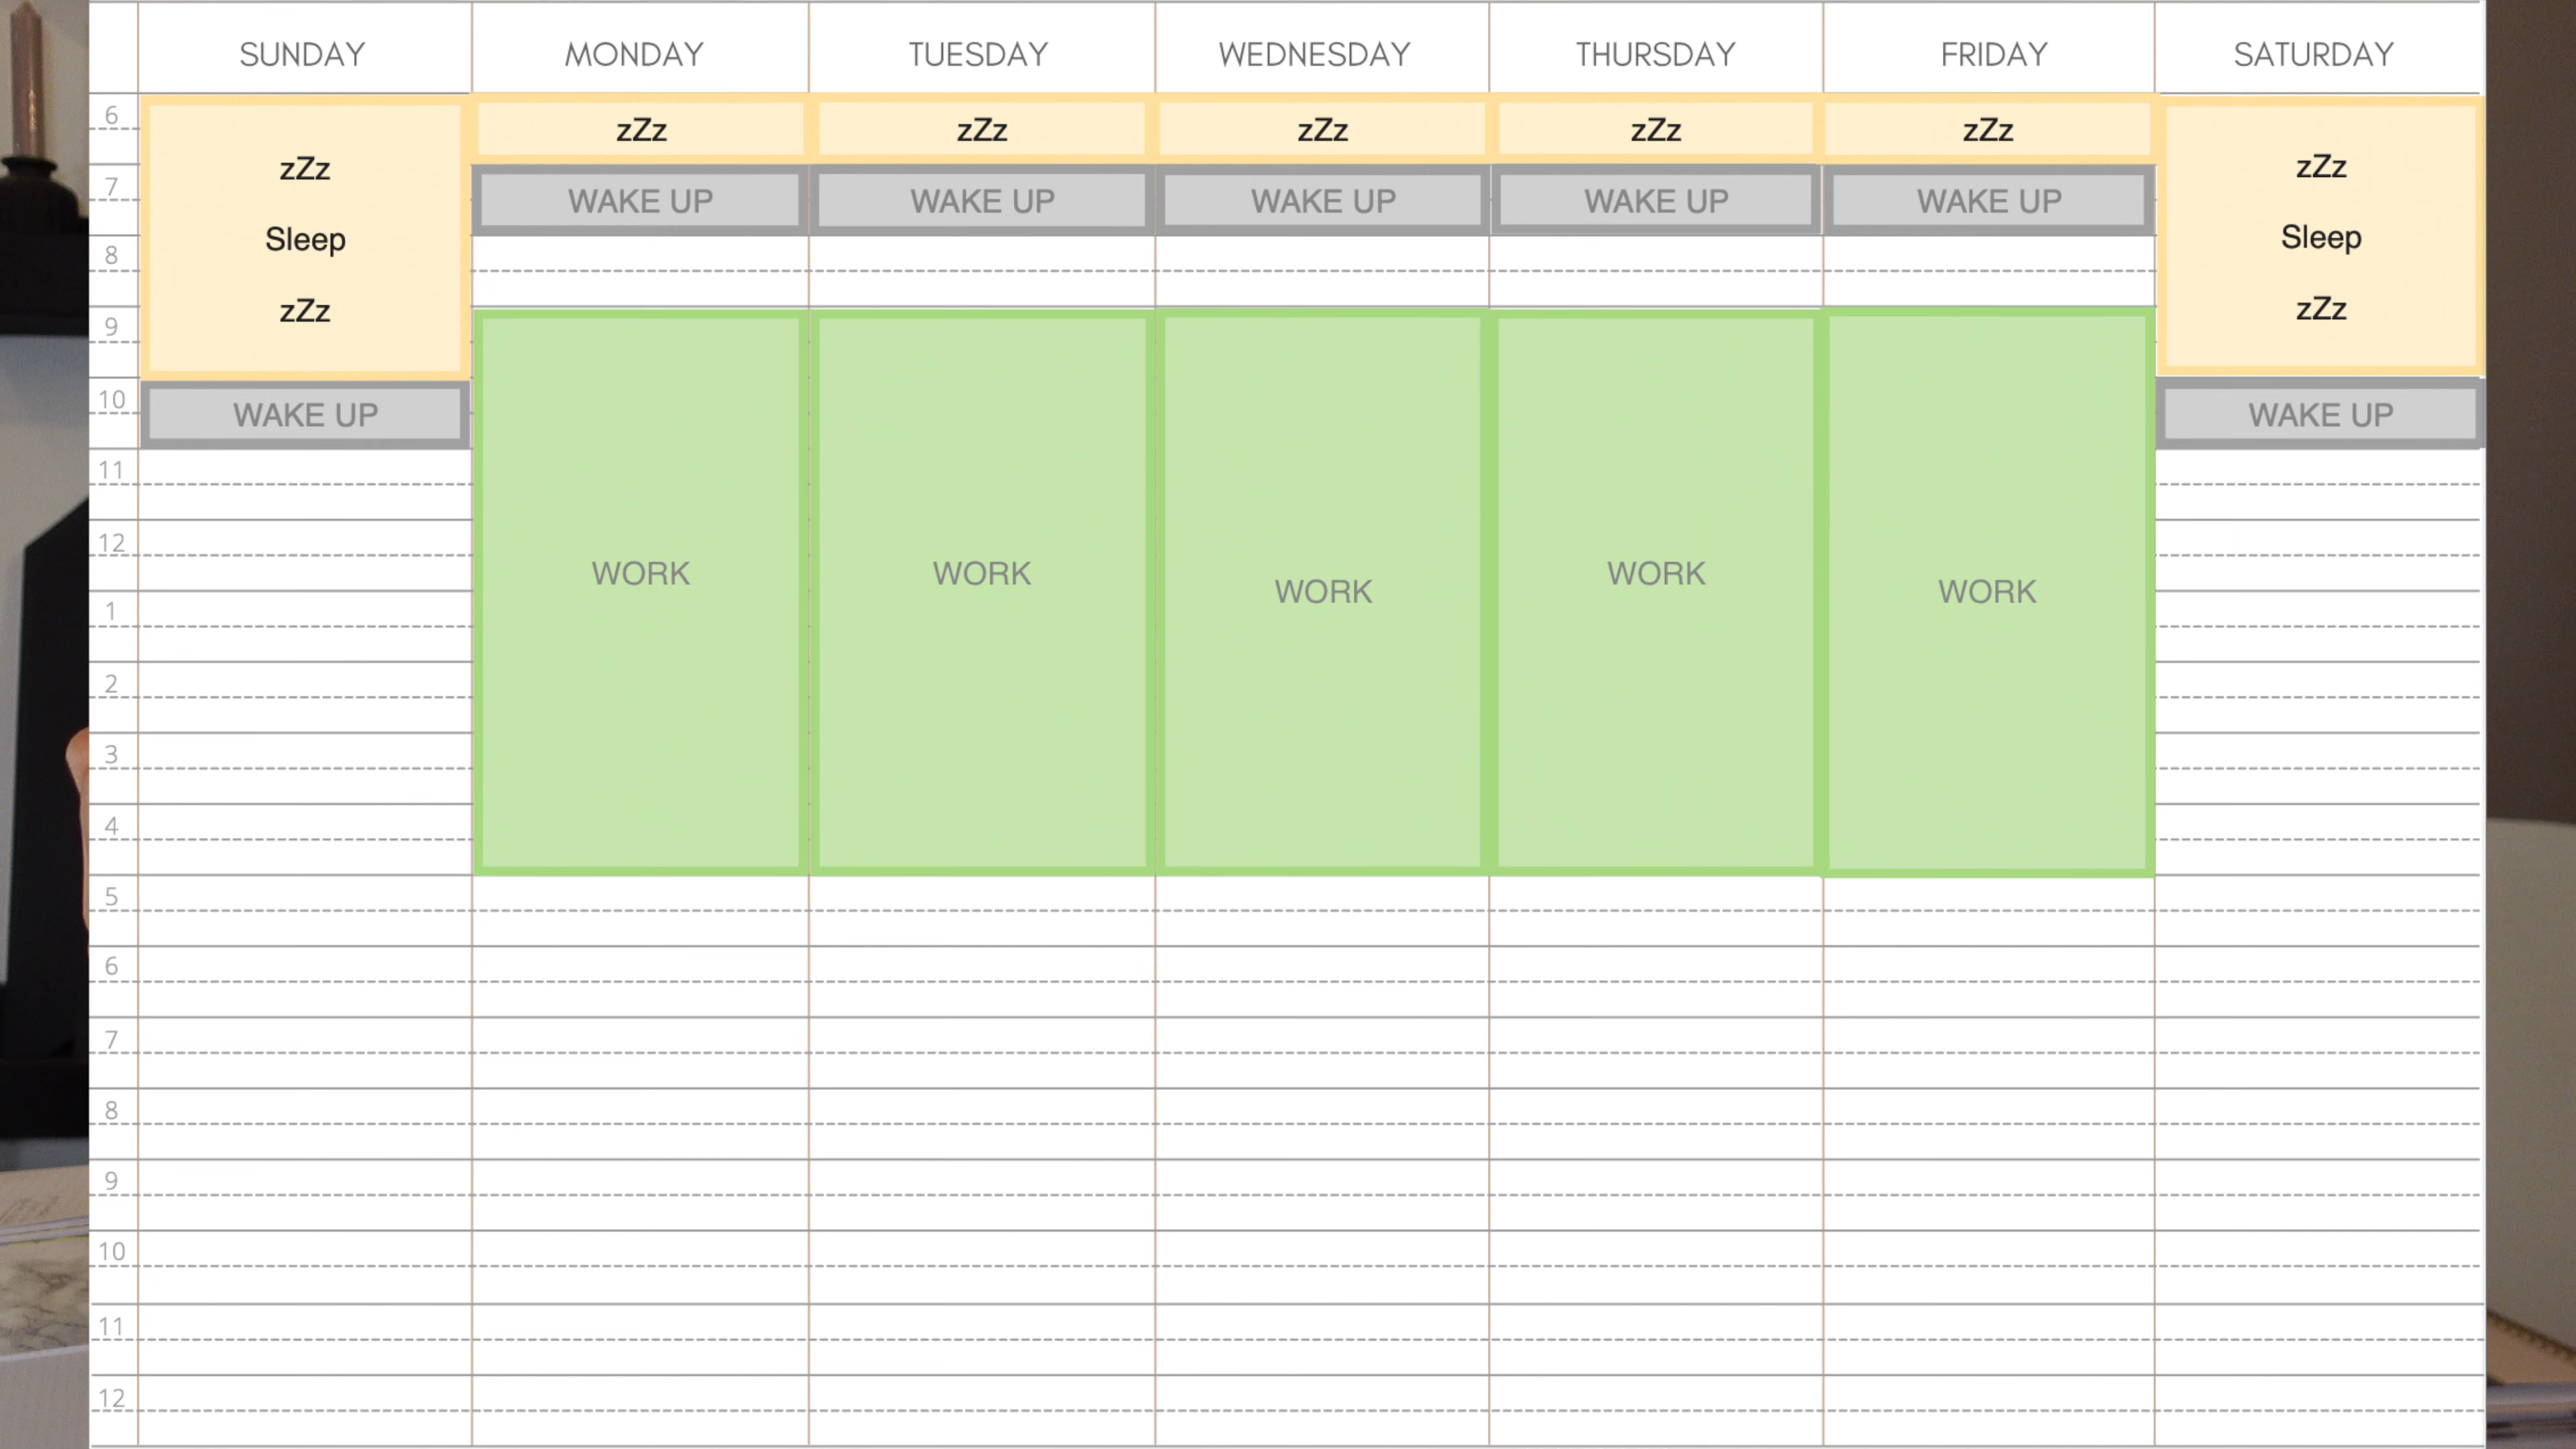 SUNDAY MONDAY TUESDAY WEDNESDAY THURSDAY FRIDAY SATURDAY
6 zZz zZz zZz zZz zZz
zZz zZz
7 WAKE UP WAKE UP WAKE UP WAKE UP WAKE UP
Sleep Sleep
8
zZz zZz
9
10 WAKE UP WAKE UP
11
12
WORK WORK WORK WORK WORK
1
2
3
4
5
6
7
8
9
10
11
12